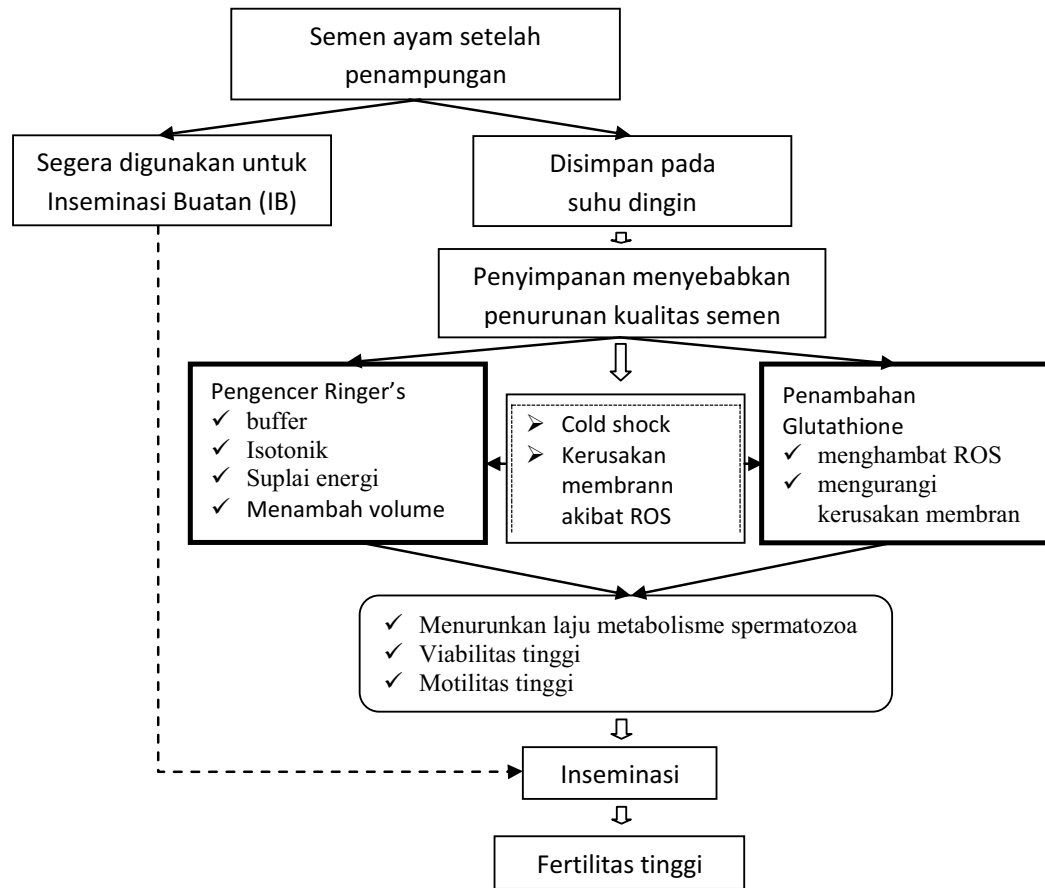 Semen ayam setelah
penampungan
Segera digunakan untuk
Inseminasi Buatan (IB)
Disimpan pada
suhu dingin
Penyimpanan menyebabkan
penurunan kualitas semen
Pengencer Ringer's
✓ buffer
✓ Isotonik
✓ Suplai energi
✓ Menambah volume
➢ Cold shock
➢ Kerusakan
membrann
akibat ROS
Penambahan
Glutathione
✓ menghambat ROS
✓ mengurangi
kerusakan membran
✓ Menurunkan laju metabolisme spermatozoa
✓ Viabilitas tinggi
✓ Motilitas tinggi
Inseminasi
Fertilitas tinggi